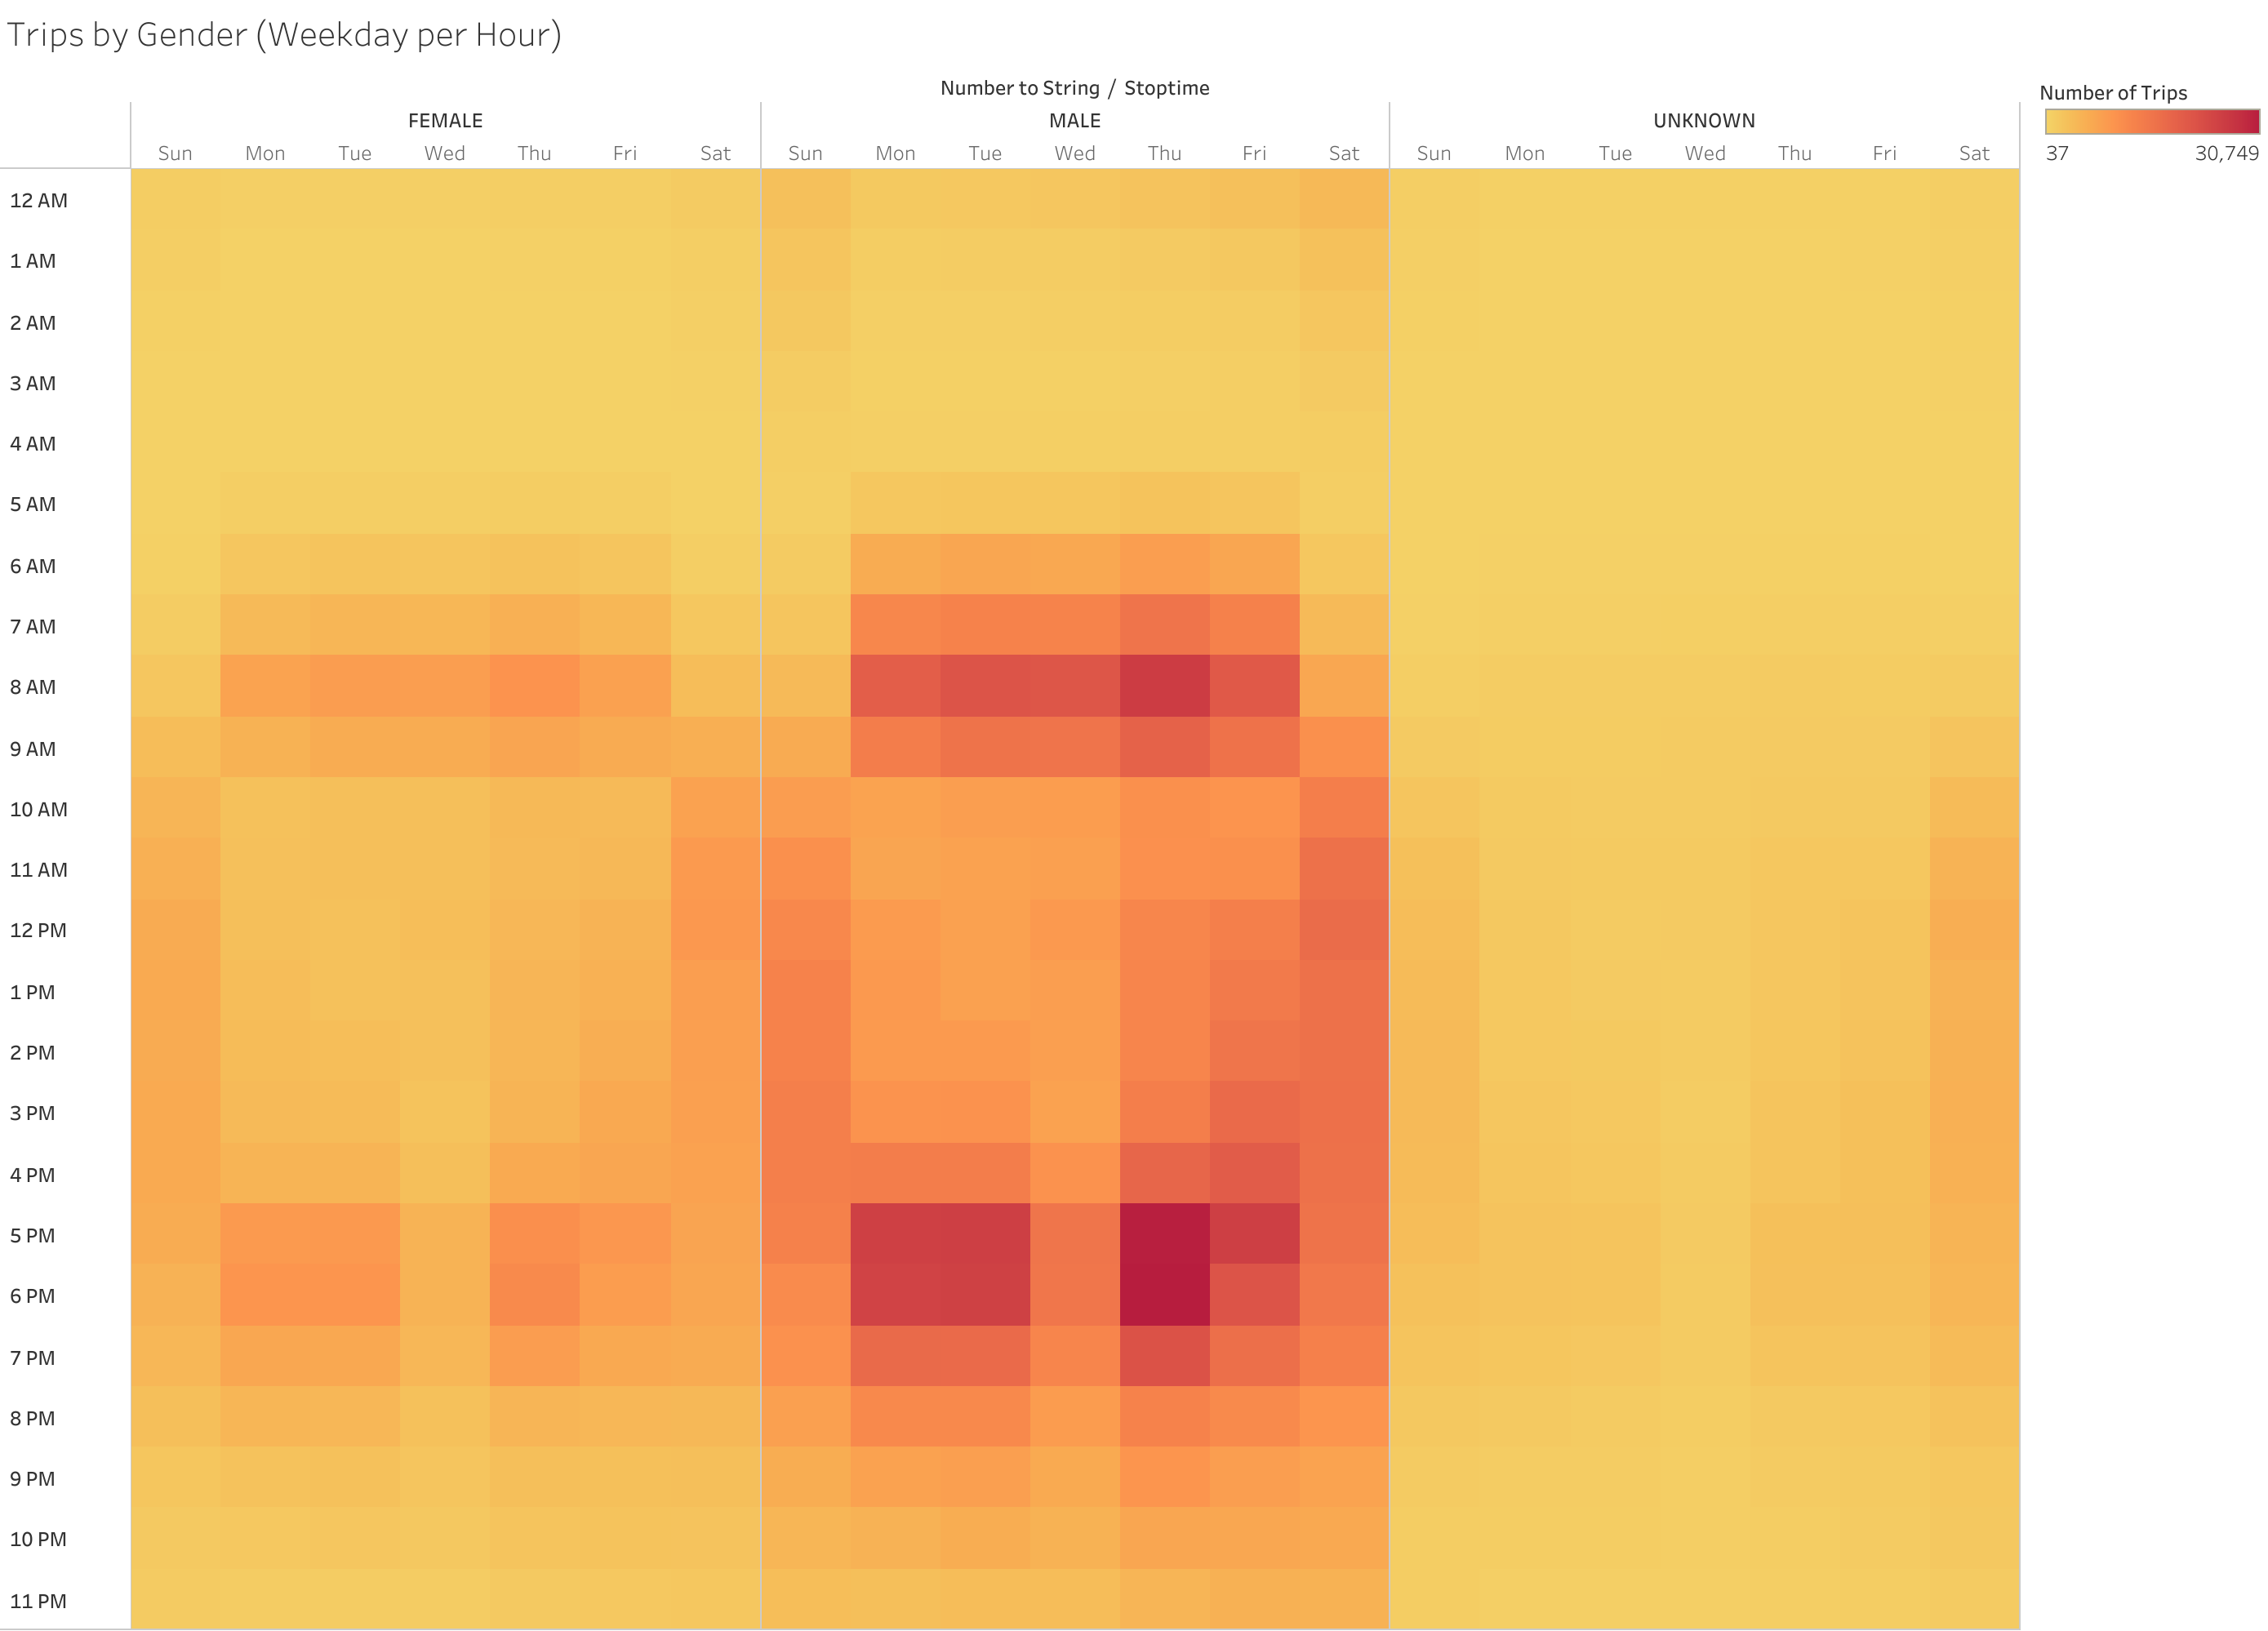 Trips by Gender (Weekday per Hour)
Number to String / Stoptime
Number of Trips
FEMALE MALE UNKNOWN
Sun Mon Tue Wed Thu Fri Sat Sun Mon Tue Wed Thu Fri Sat Sun Mon Tue Wed Thu Fri Sat
37 30,749
12 AM
1 AM
2 AM
3 AM
4 AM
5 AM
6 AM
7 AM
8 AM
9 AM
10 AM
11 AM
12 PM
1 PM
2 PM
3 PM
4 PM
5 PM
6 PM
7 PM
8 PM
9 PM
10 PM
11 PM